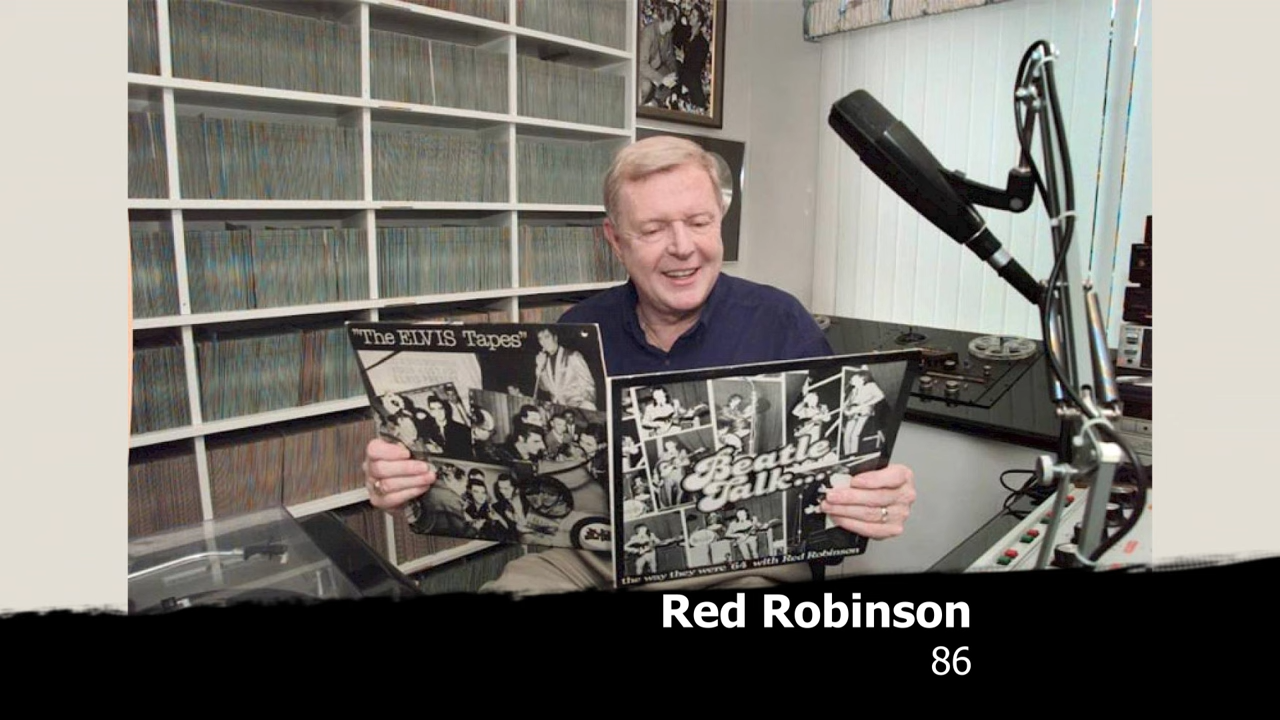 "The ELVIS Tapes"
Beatle
Talk...
the way they were '64 with Red Robinson
Red Robinson
86